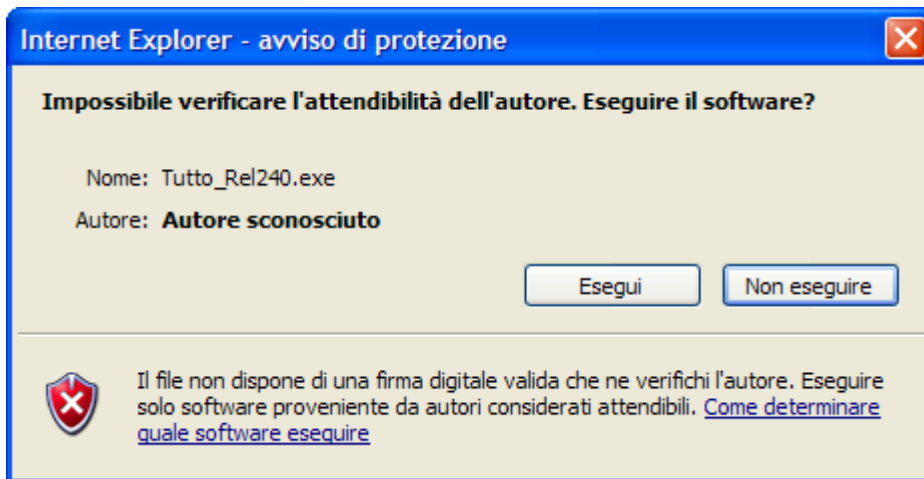 Internet Explorer - avviso di protezione
Impossibile verificare l'attendibilità dell'autore. Eseguire il software?
Nome: Tutto_Rel240.exe
Autore: Autore sconosciuto
Esegui Non eseguire
Il file non dispone di una firma digitale valida che ne verifichi l'autore. Eseguire
solo software proveniente da autori considerati attendibili. Come determinare
quale software eseguire